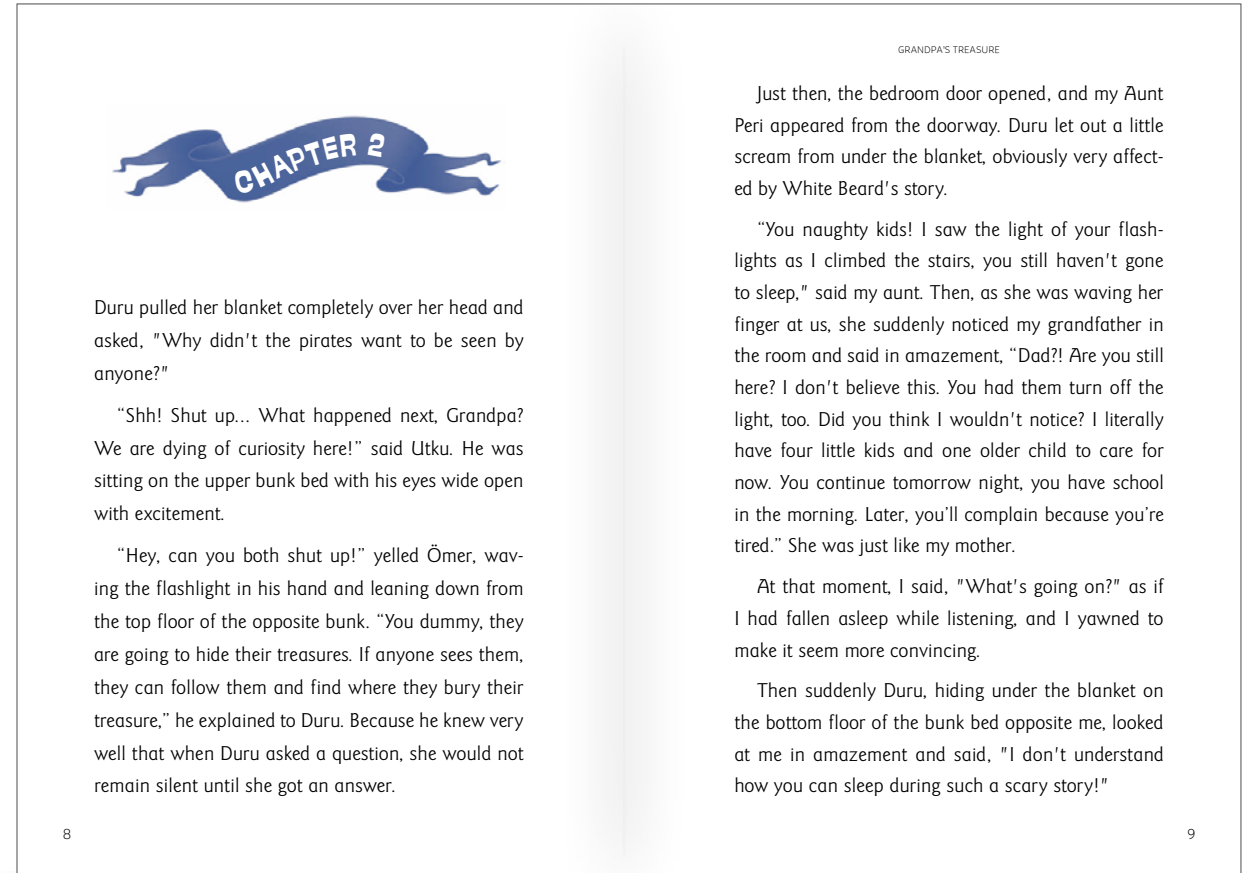 CHAPTER 2
Duru pulled her blanket completely over her head and
asked, "Why didn't the pirates want to be seen by
anyone?"
“Shh! Shut up... What happened next, Grandpa?
We are dying of curiosity here!” said Utku. He was
sitting on the upper bunk bed with his eyes wide open
with excitement.
“Hey, can you both shut up!” yelled Ömer, wav-
ing the flashlight in his hand and leaning down from
the top floor of the opposite bunk. “You dummy, they
are going to hide their treasures. If anyone sees them,
they can follow them and find where they bury their
treasure,” he explained to Duru. Because he knew very
well that when Duru asked a question, she would not
remain silent until she got an answer.
8
GRANDPA'S TREASURE
Just then, the bedroom door opened, and my Aunt
Peri appeared from the doorway. Duru let out a little
scream from under the blanket, obviously very affect-
ed by White Beard's story.
“You naughty kids! I saw the light of your flash-
lights as I climbed the stairs, you still haven't gone
to sleep," said my aunt. Then, as she was waving her
finger at us, she suddenly noticed my grandfather in
the room and said in amazement, “Dad?! Are you still
here? I don't believe this. You had them turn off the
light, too. Did you think I wouldn't notice? I literally
have four little kids and one older child to care for
now. You continue tomorrow night, you have school
in the morning. Later, you’ll complain because you’re
tired.” She was just like my mother.
At that moment, I said, "What's going on?" as if
I had fallen asleep while listening, and I yawned to
make it seem more convincing.
Then suddenly Duru, hiding under the blanket on
the bottom floor of the bunk bed opposite me, looked
at me in amazement and said, "I don't understand
how you can sleep during such a scary story!"
9